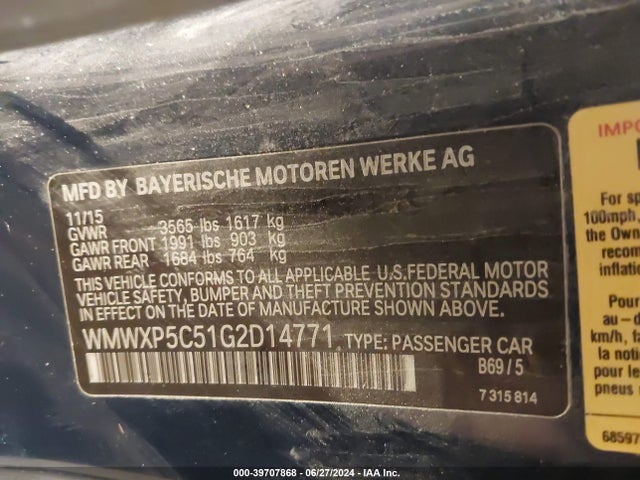 MFD BY BAYERISCHE MOTOREN WERKE AG
11/15
GVWR 3565 lbs 1617 kg
GAWR FRONT 1991 lbs 903 kg
GAWR REAR 1684 lbs 764 kg
THIS VEHICLE CONFORMS TO ALL APPLICABLE U.S.FEDERAL MOTOR
VEHICLE SAFETY, BUMPER AND THEFT PREVENTION STANDARDS
IN EFFECT ON THE DATE OF MANUFACTURE SHOWN ABOVE.
WMWXP5C51G2D14771 TYPE: PASSENGER CAR
B69/5
7 315 814
IMPO
For sp
100mph,
the Own
recom
inflati
Pour
au - d
km/h, fa
la notic
pour le
pneus
68597
000-39707868 - 06/27/2024 - IAA Inc.